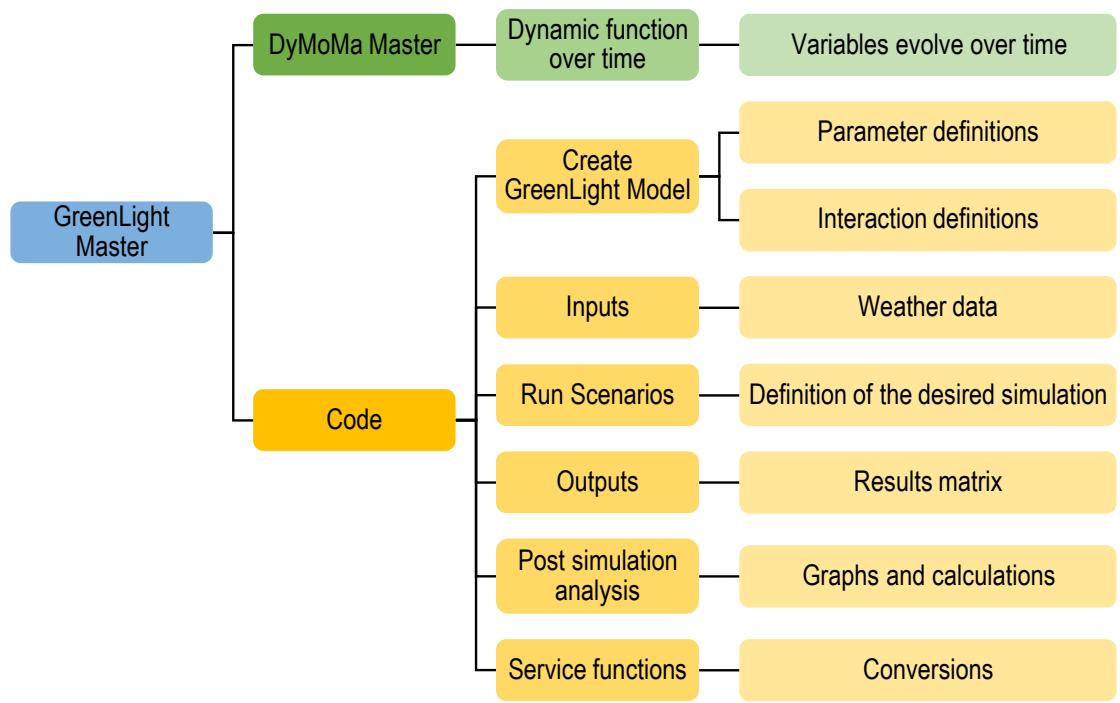 GreenLight
Master
DyMoMa Master
Dynamic function
over time
Variables evolve over time
Code
Create
GreenLight Model
Parameter definitions
Interaction definitions
Inputs
Weather data
Run Scenarios
Definition of the desired simulation
Outputs
Results matrix
Post simulation
analysis
Graphs and calculations
Service functions
Conversions